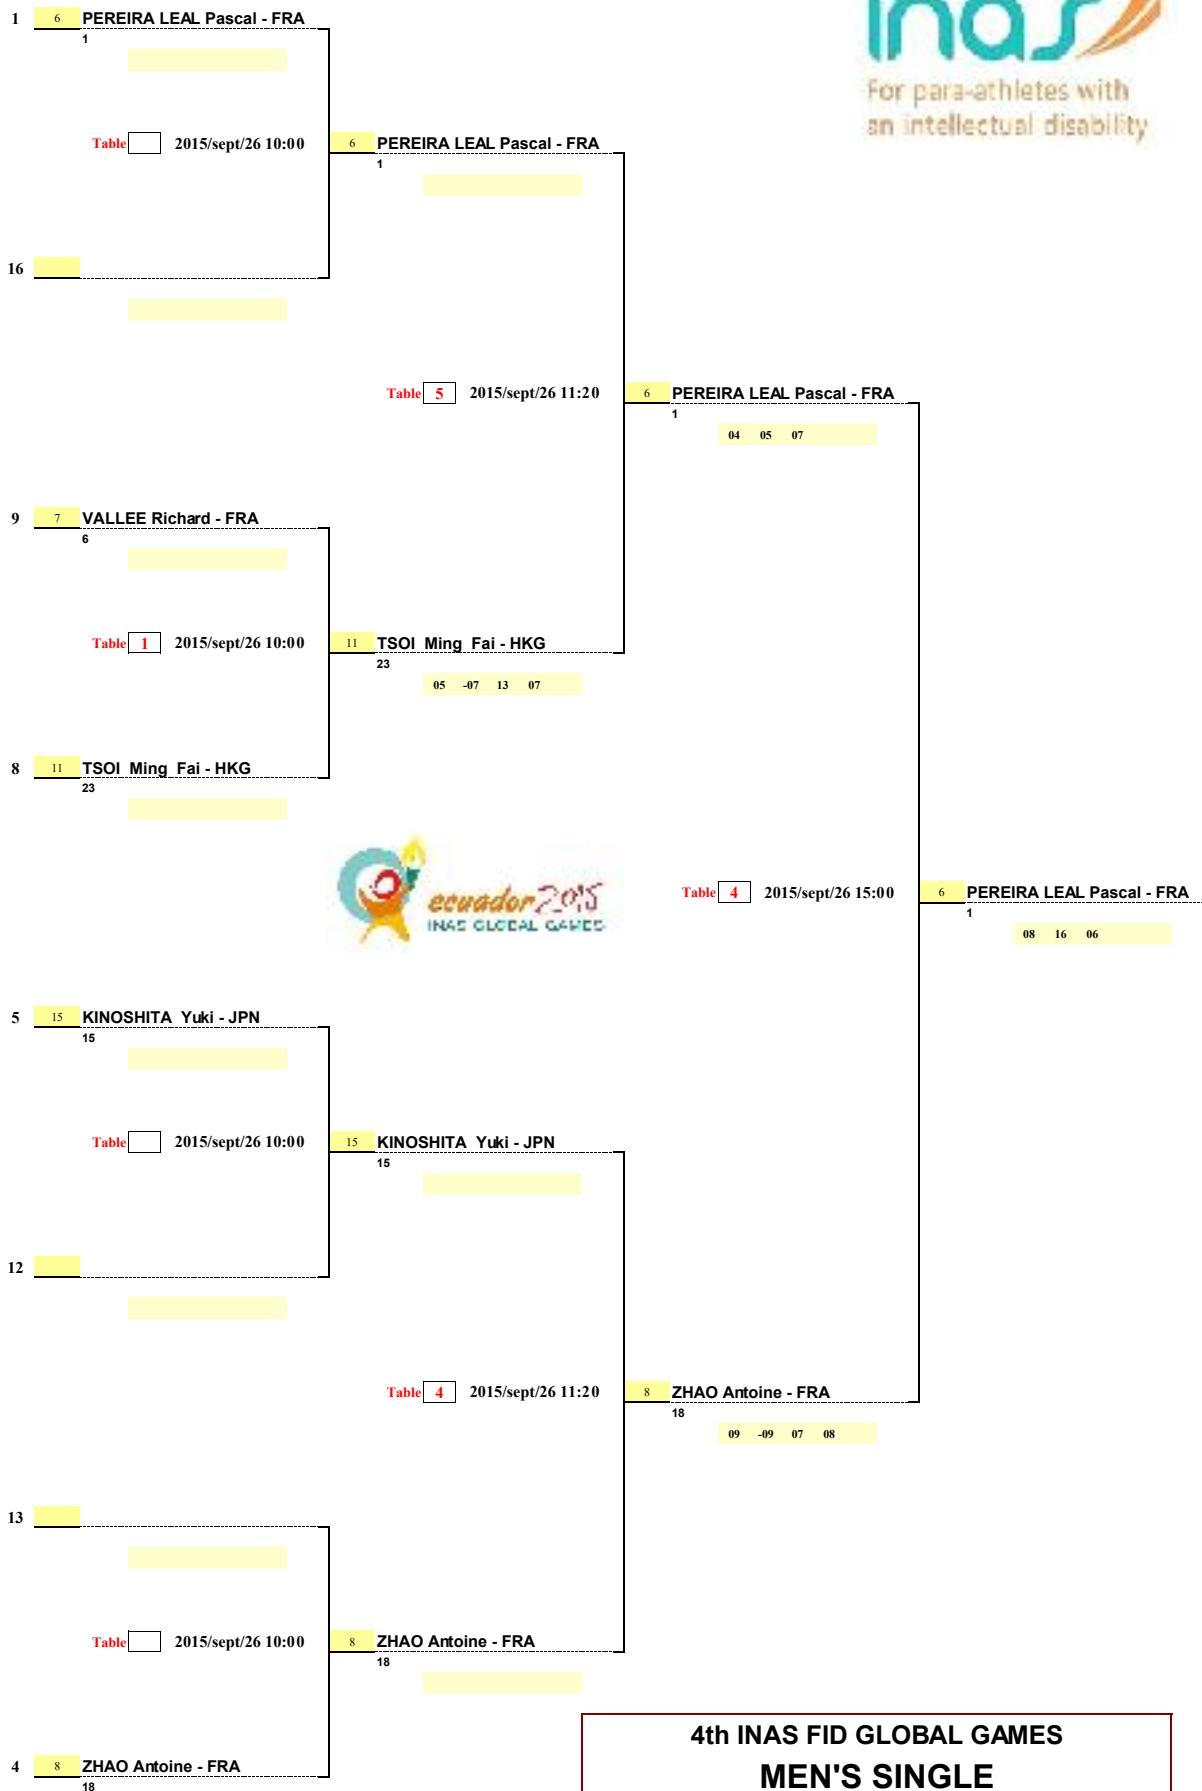 1 6 PEREIRA LEAL Pascal - FRA
1
inas
For para-athletes with
an intellectual disability
Table 2015/sept/26 10:00 6 PEREIRA LEAL Pascal - FRA
1
16
Table 5 2015/sept/26 11:20 6 PEREIRA LEAL Pascal - FRA
1
04 05 07
9 7 VALLEE Richard - FRA
6
Table 1 2015/sept/26 10:00 11 TSOI Ming Fai - HKG
23
05 -07 13 07
8 11 TSOI Ming Fai - HKG
23
ecuador 2015
INAS GLOBAL GAMES
Table 4 2015/sept/26 15:00 6 PEREIRA LEAL Pascal - FRA
1
08 16 06
5 15 KINOSHITA Yuki - JPN
15
Table 2015/sept/26 10:00 15 KINOSHITA Yuki - JPN
15
12
Table 4 2015/sept/26 11:20 8 ZHAO Antoine - FRA
18
09 -09 07 08
13
Table 2015/sept/26 10:00 8 ZHAO Antoine - FRA
18
4th INAS FID GLOBAL GAMES
4 8 ZHAO Antoine - FRA
18
MEN'S SINGLE